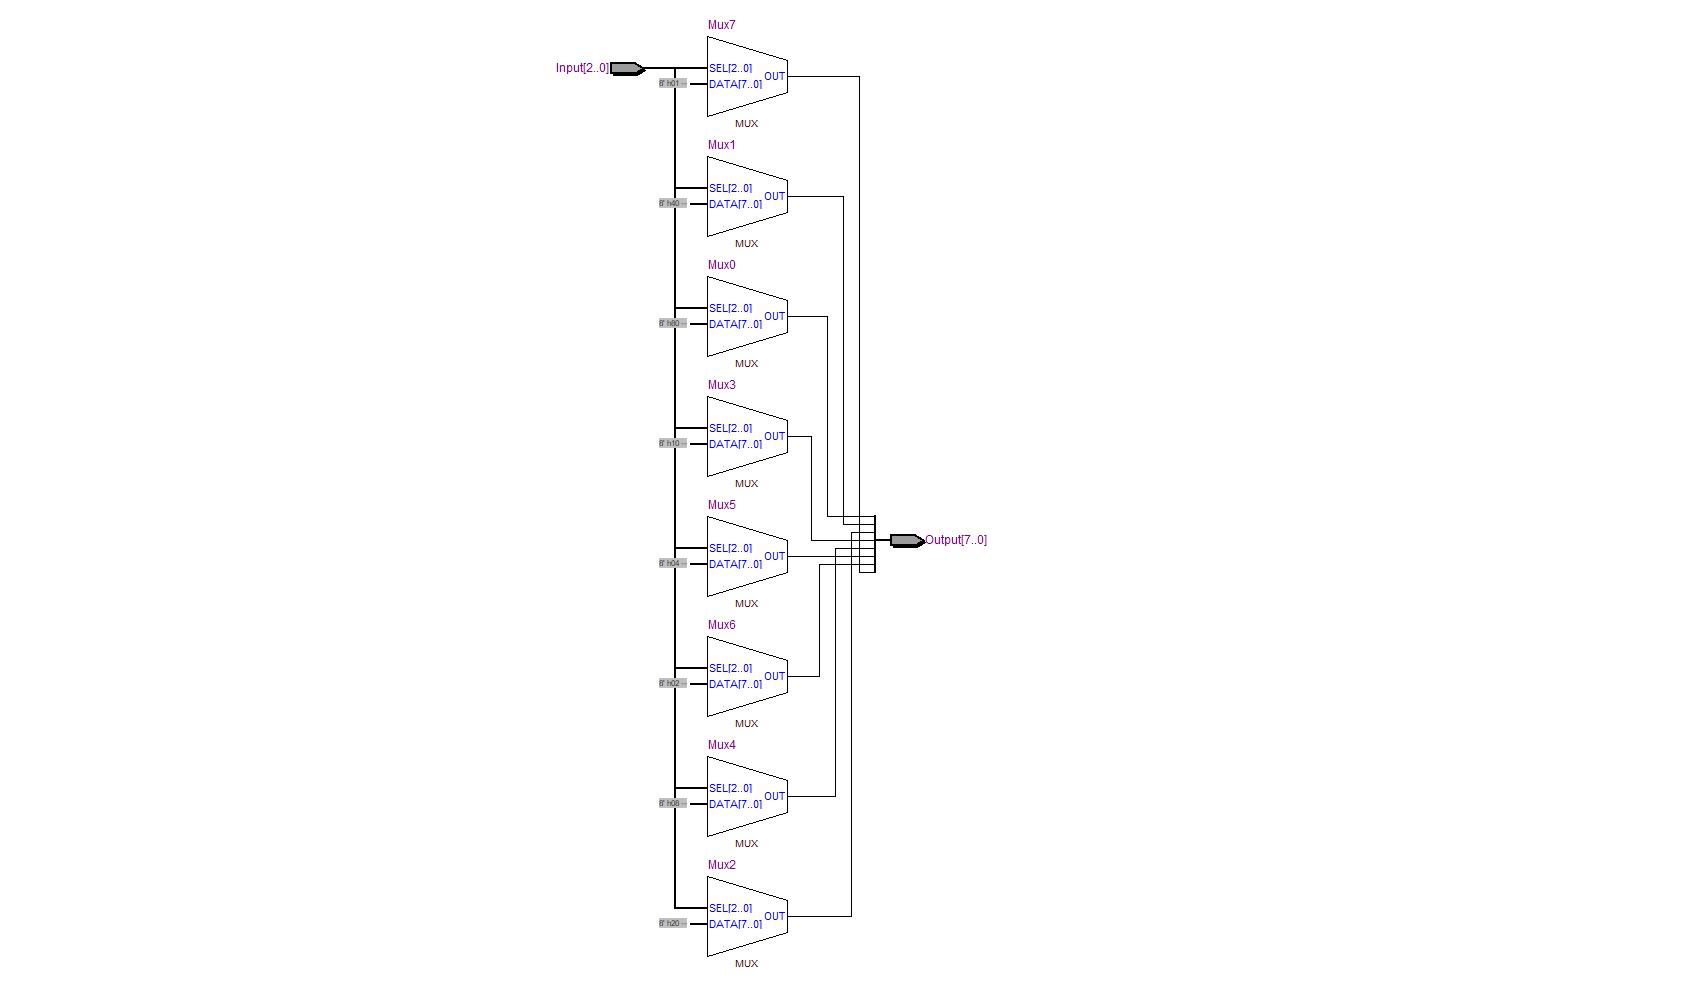 Mux7
Input[2..0]
SEL[2..0]
OUT
8' h01 --
DATA[7..0]
MUX
Mux1
SEL[2..0]
OUT
8' h40 --
DATA[7..0]
MUX
Mux0
SEL[2..0]
OUT
8' h80 --
DATA[7..0]
MUX
Mux3
SEL[2..0]
OUT
8' h10 --
DATA[7..0]
MUX
Mux5
Output[7..0]
SEL[2..0]
OUT
8' h04 --
DATA[7..0]
MUX
Mux6
SEL[2..0]
OUT
8' h02 --
DATA[7..0]
MUX
Mux4
SEL[2..0]
OUT
8' h08 --
DATA[7..0]
MUX
Mux2
SEL[2..0]
OUT
8' h20 --
DATA[7..0]
MUX